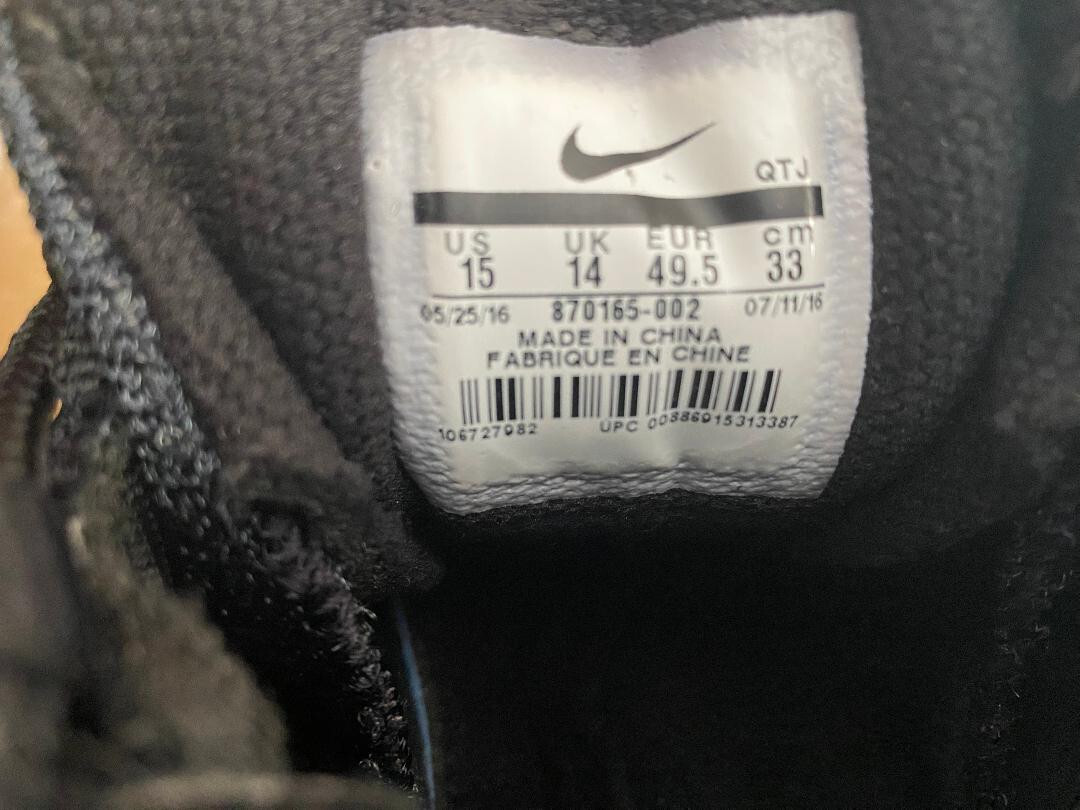 QTJ
US UK EUR cm
15 14 49.5 33
05/25/16 870165-002 07/11/16
MADE IN CHINA
FABRIQUE EN CHINE
106727982 UPC 00886915313387